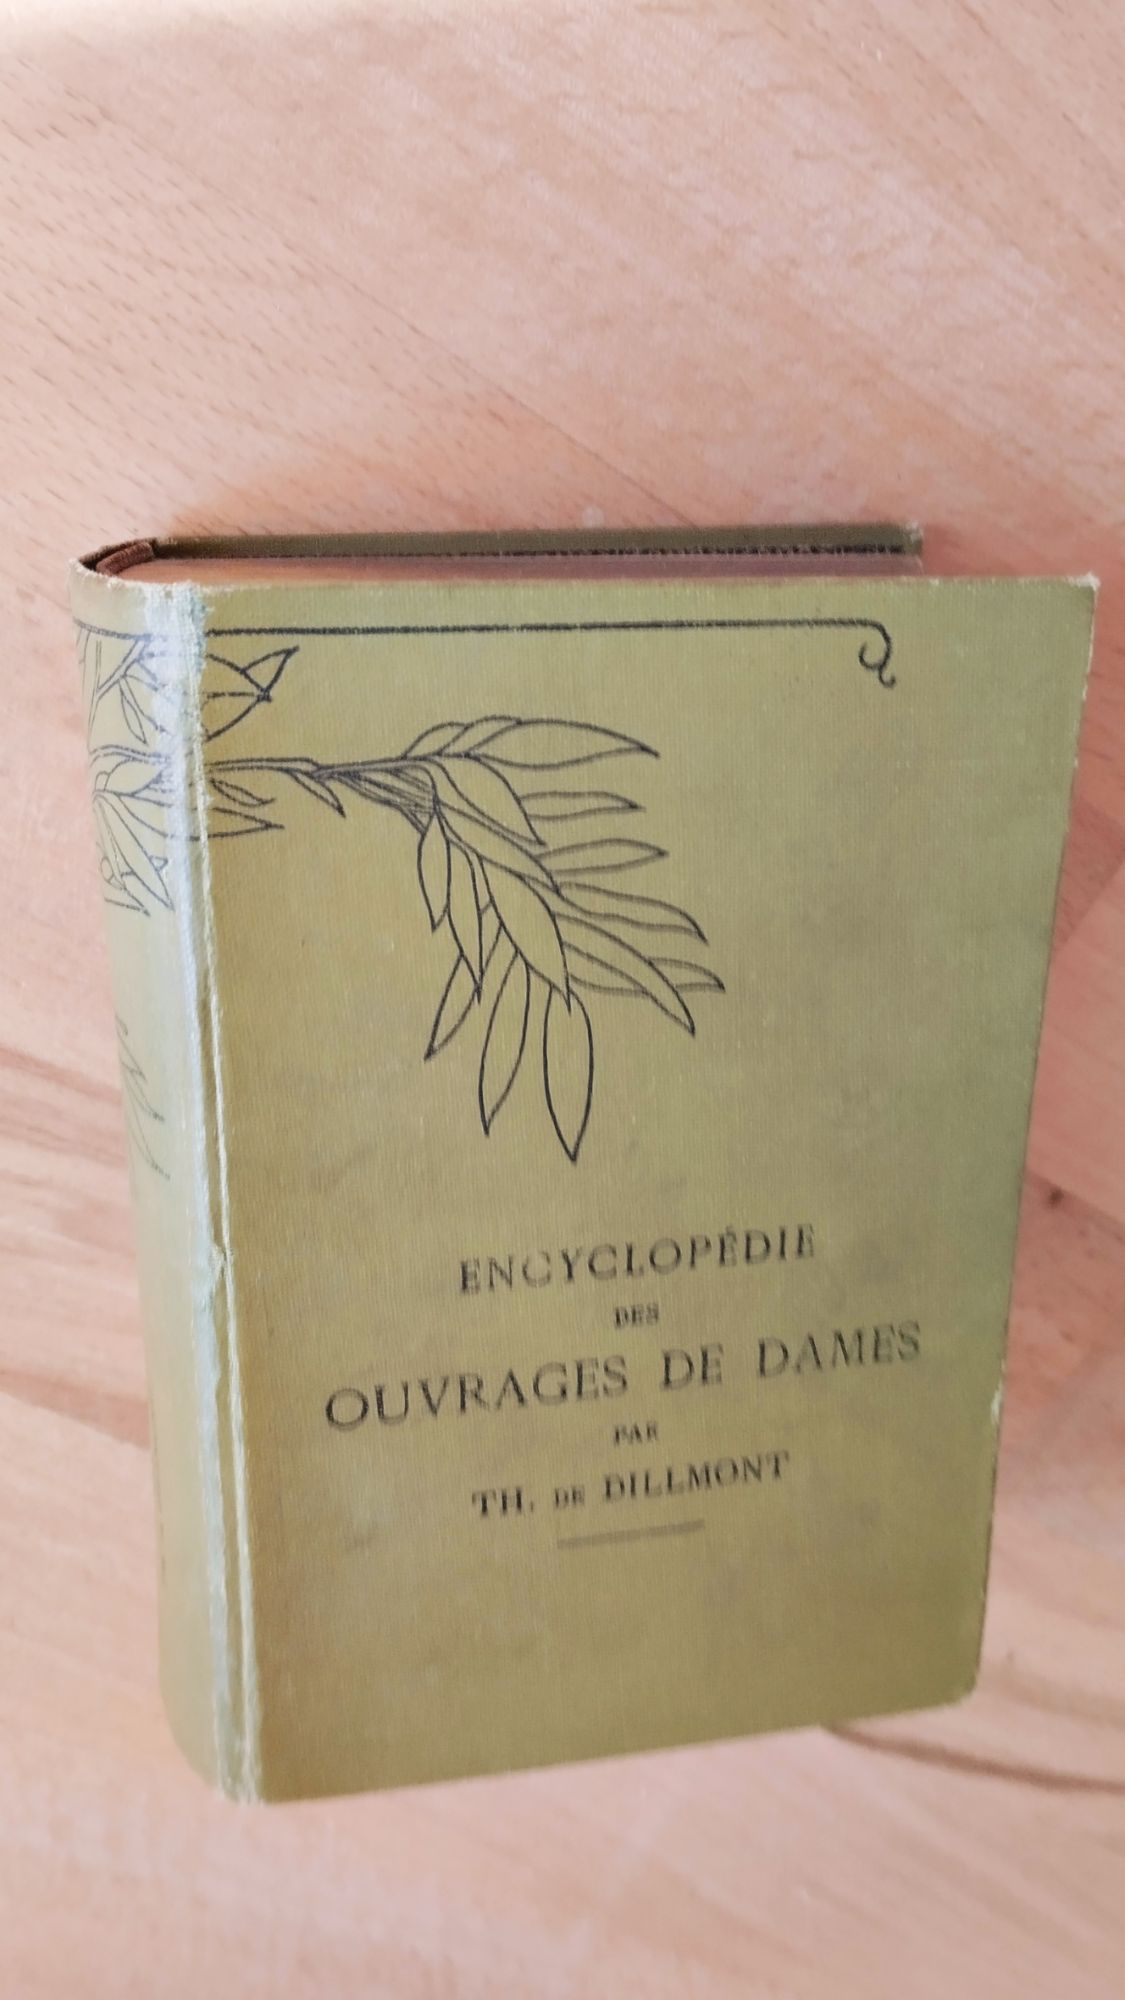 ENCYCLOPÉDIE
DES
OUVRAGES DE DAMES
PAR
TH. DE DILLMONT